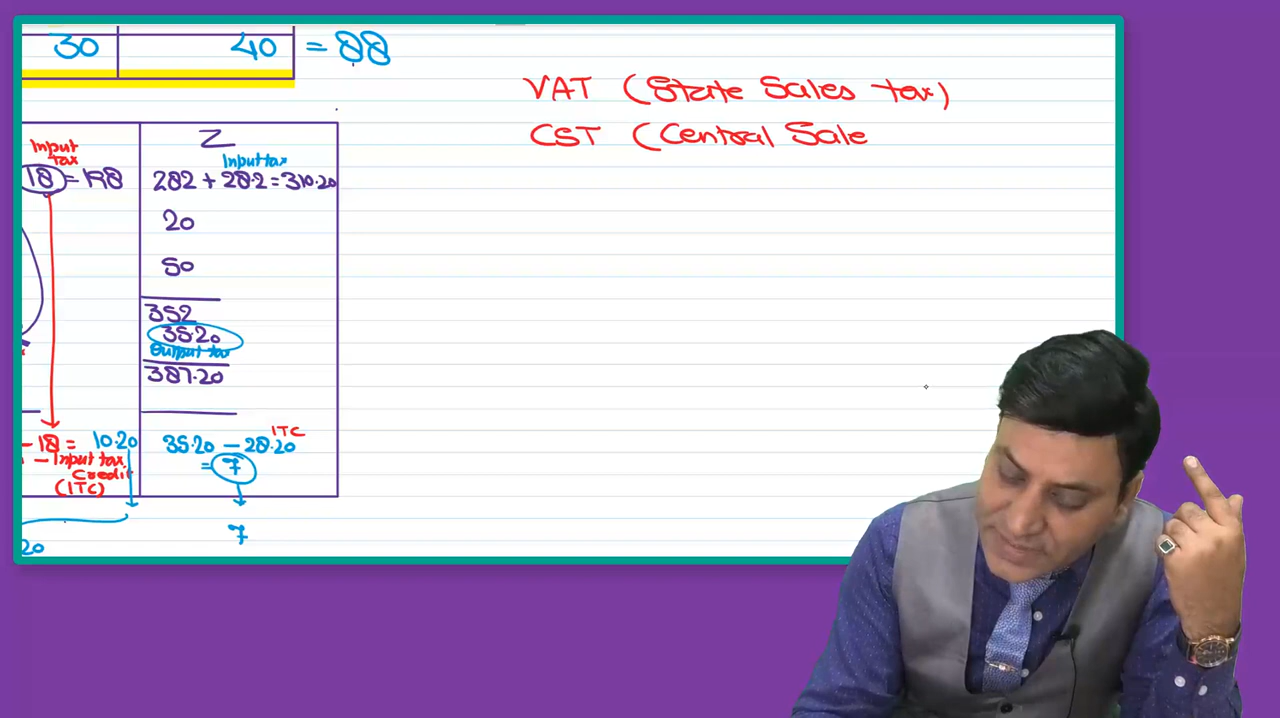 30 40 = 88
VAT (State Sales tax)
CST (Central Sale
Input
tax
18 = 198
Z
Input tax
282 + 28.2 = 310.20
20
50
352
35.20
Output tax
387.20
- 18 = 10.20
- Input tax
Credit
(ITC)
ITC
35.20 - 28.20
= 7
7
20